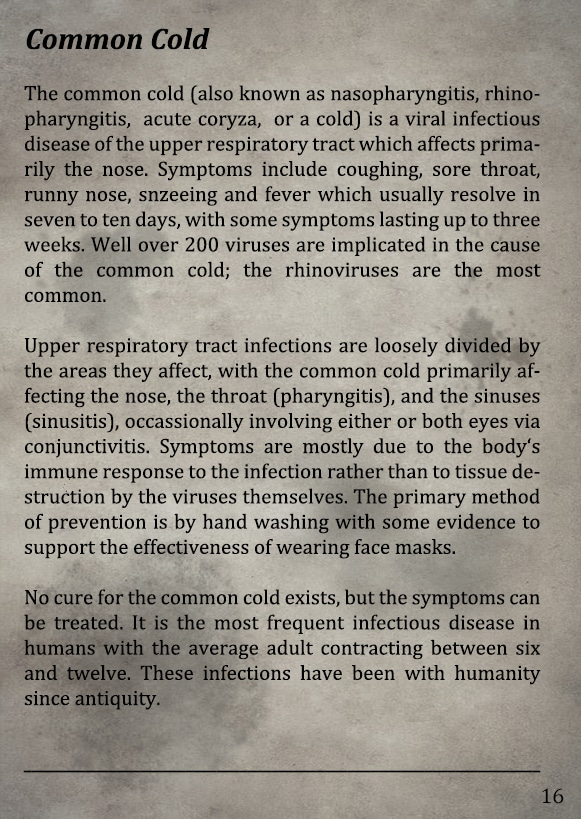 Common Cold
The common cold (also known as nasopharyngitis, rhino-
pharyngitis, acute coryza, or a cold) is a viral infectious
disease of the upper respiratory tract which affects prima-
rily the nose. Symptoms include coughing, sore throat,
runny nose, snzeeing and fever which usually resolve in
seven to ten days, with some symptoms lasting up to three
weeks. Well over 200 viruses are implicated in the cause
of the common cold; the rhinoviruses are the most
common.
Upper respiratory tract infections are loosely divided by
the areas they affect, with the common cold primarily af-
fecting the nose, the throat (pharyngitis), and the sinuses
(sinusitis), occassionally involving either or both eyes via
conjunctivitis. Symptoms are mostly due to the body‘s
immune response to the infection rather than to tissue de-
struction by the viruses themselves. The primary method
of prevention is by hand washing with some evidence to
support the effectiveness of wearing face masks.
No cure for the common cold exists, but the symptoms can
be treated. It is the most frequent infectious disease in
humans with the average adult contracting between six
and twelve. These infections have been with humanity
since antiquity.
16